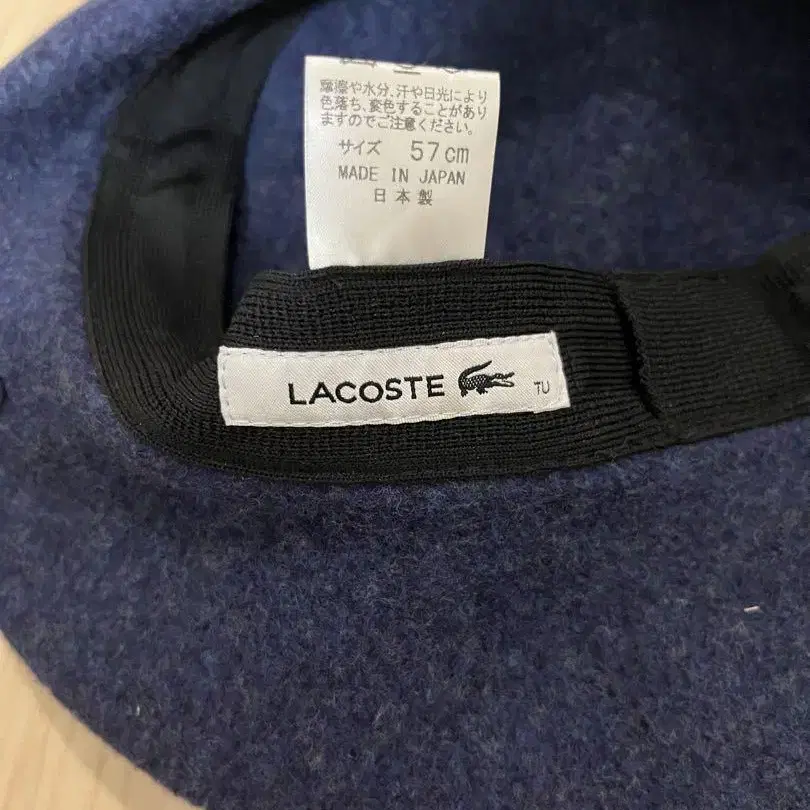 摩擦や水分、汗や日光により
色落ち、変色することがあり
ますのでご注意ください。
サイズ 57cm
MADE IN JAPAN
日本製
LACOSTE TU